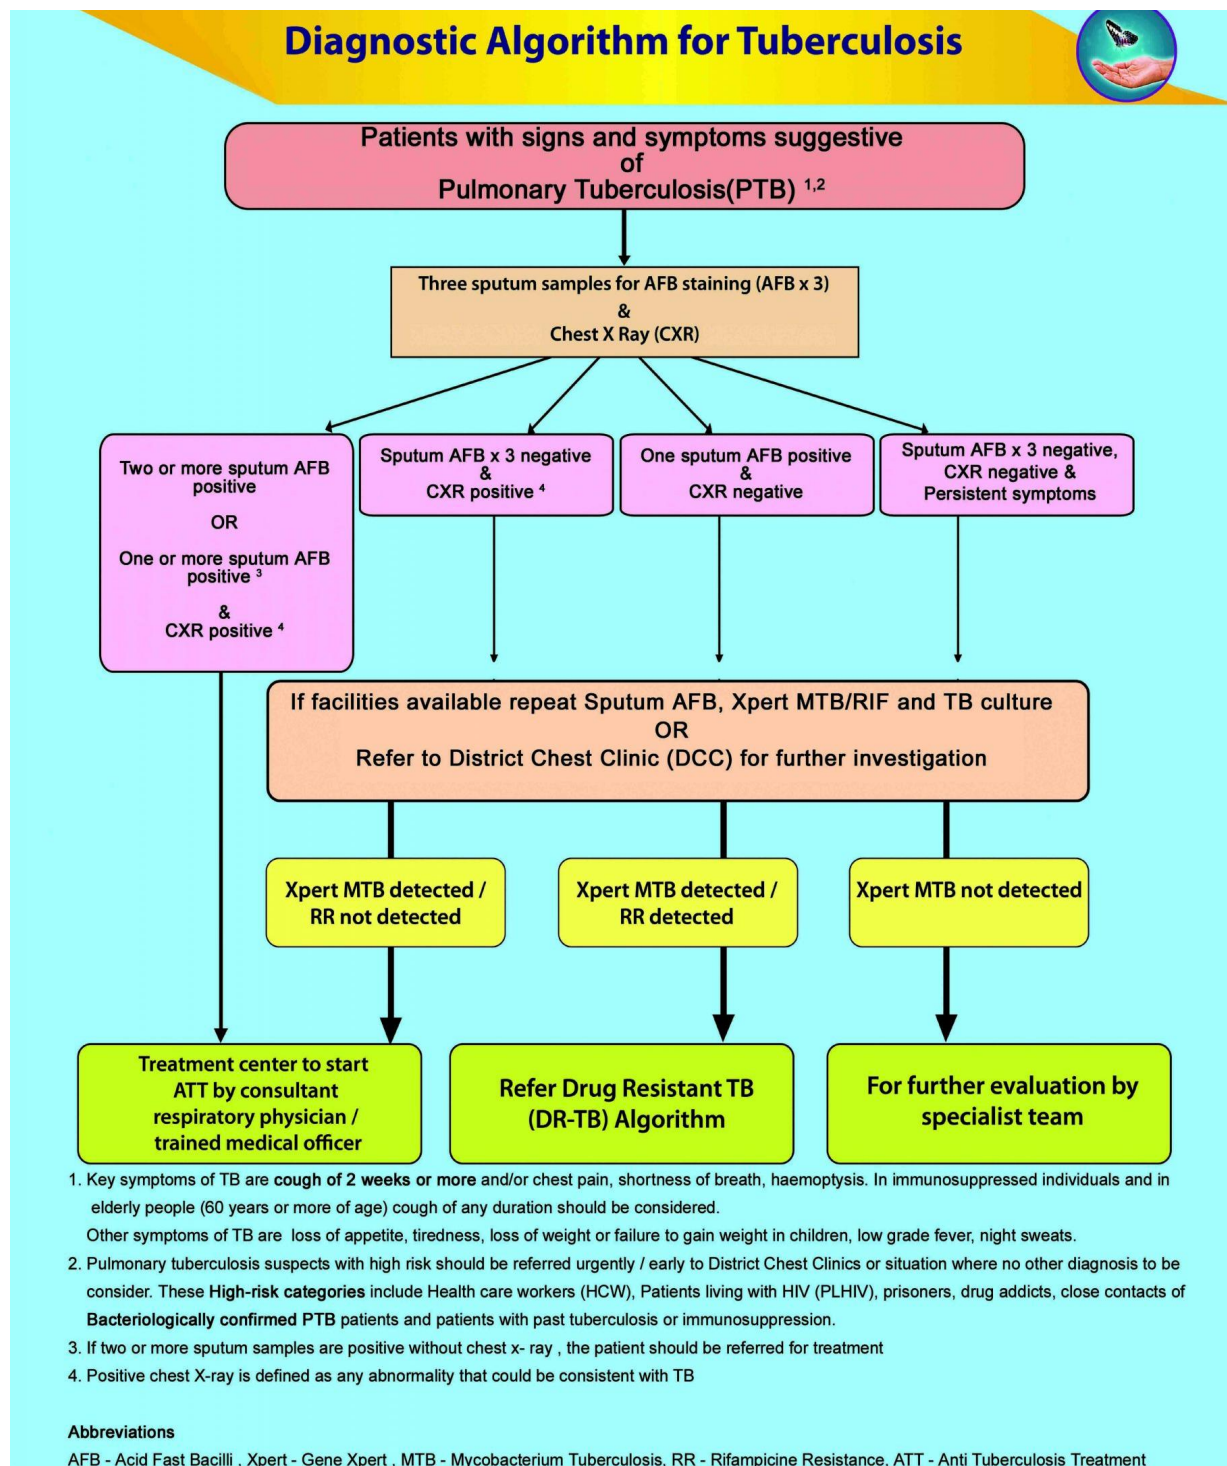 Diagnostic Algorithm for Tuberculosis
Patients with signs and symptoms suggestive
of
Pulmonary Tuberculosis(PTB) 1,2
Three sputum samples for AFB staining (AFB x 3)
&
Chest X Ray (CXR)
Two or more sputum AFB
positive
OR
One or more sputum AFB
positive 3
&
CXR positive 4
Sputum AFB x 3 negative
&
CXR positive 4
One sputum AFB positive
&
CXR negative
Sputum AFB x 3 negative,
CXR negative &
Persistent symptoms
If facilities available repeat Sputum AFB, Xpert MTB/RIF and TB culture
OR
Refer to District Chest Clinic (DCC) for further investigation
Xpert MTB detected /
RR not detected
Xpert MTB detected /
RR detected
Xpert MTB not detected
Treatment center to start
ATT by consultant
respiratory physician /
trained medical officer
Refer Drug Resistant TB
(DR-TB) Algorithm
For further evaluation by
specialist team
1. Key symptoms of TB are cough of 2 weeks or more and/or chest pain, shortness of breath, haemoptysis. In immunosuppressed individuals and in
elderly people (60 years or more of age) cough of any duration should be considered.
Other symptoms of TB are loss of appetite, tiredness, loss of weight or failure to gain weight in children, low grade fever, night sweats.
2. Pulmonary tuberculosis suspects with high risk should be referred urgently / early to District Chest Clinics or situation where no other diagnosis to be
consider. These High-risk categories include Health care workers (HCW), Patients living with HIV (PLHIV), prisoners, drug addicts, close contacts of
Bacteriologically confirmed PTB patients and patients with past tuberculosis or immunosuppression.
3. If two or more sputum samples are positive without chest x- ray , the patient should be referred for treatment
4. Positive chest X-ray is defined as any abnormality that could be consistent with TB
Abbreviations
AFB - Acid Fast Bacilli , Xpert - Gene Xpert , MTB - Mycobacterium Tuberculosis, RR - Rifampicine Resistance, ATT - Anti Tuberculosis Treatment